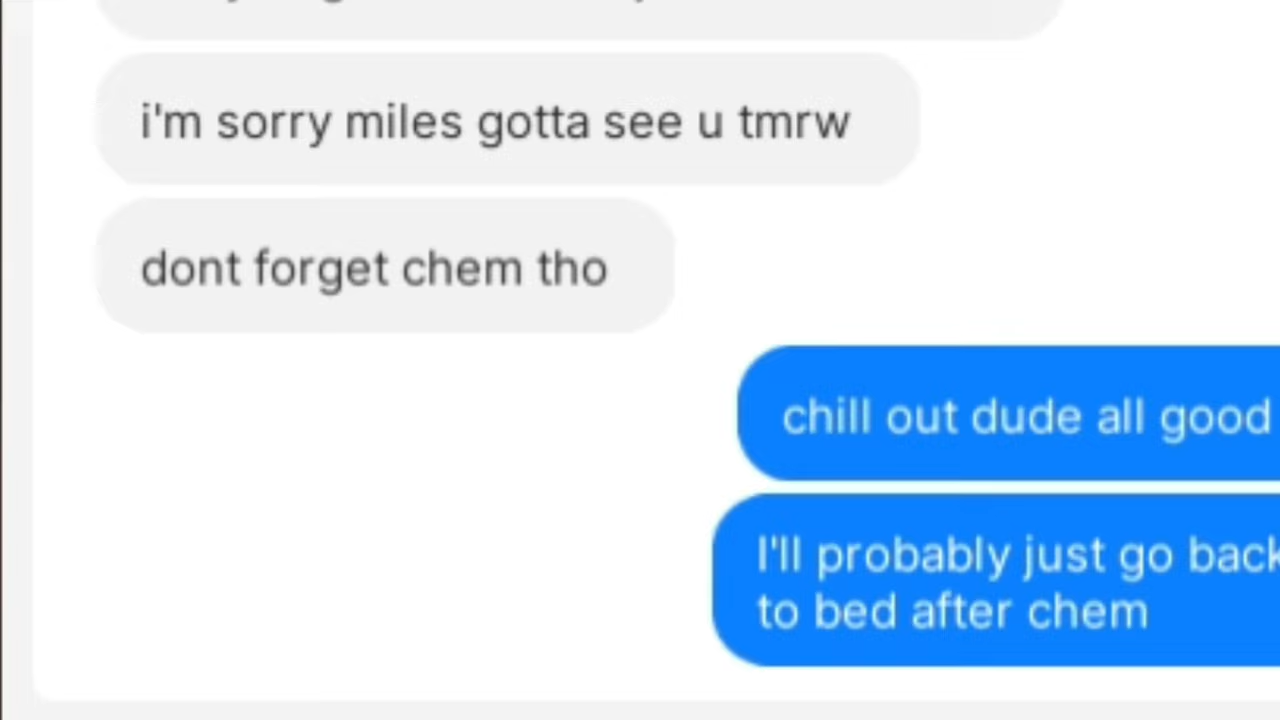 i'm sorry miles gotta see u tmrw
dont forget chem tho
chill out dude all good
I'll probably just go back
to bed after chem